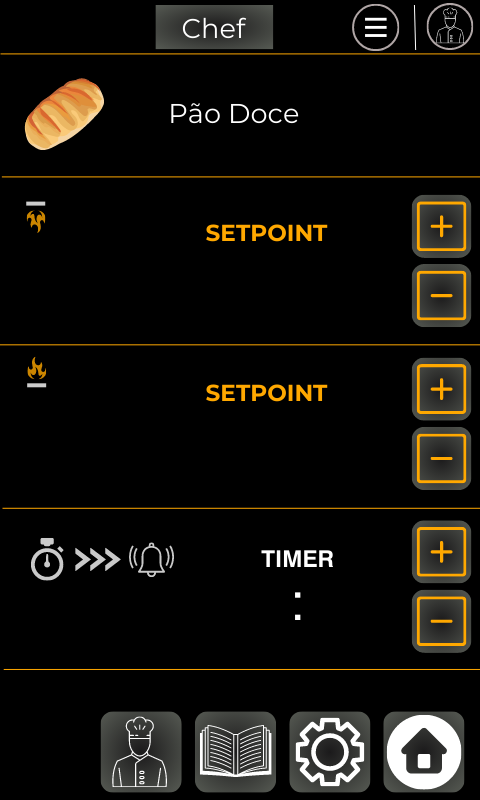 Chef
Pão Doce
SETPOINT
SETPOINT
TIMER
: